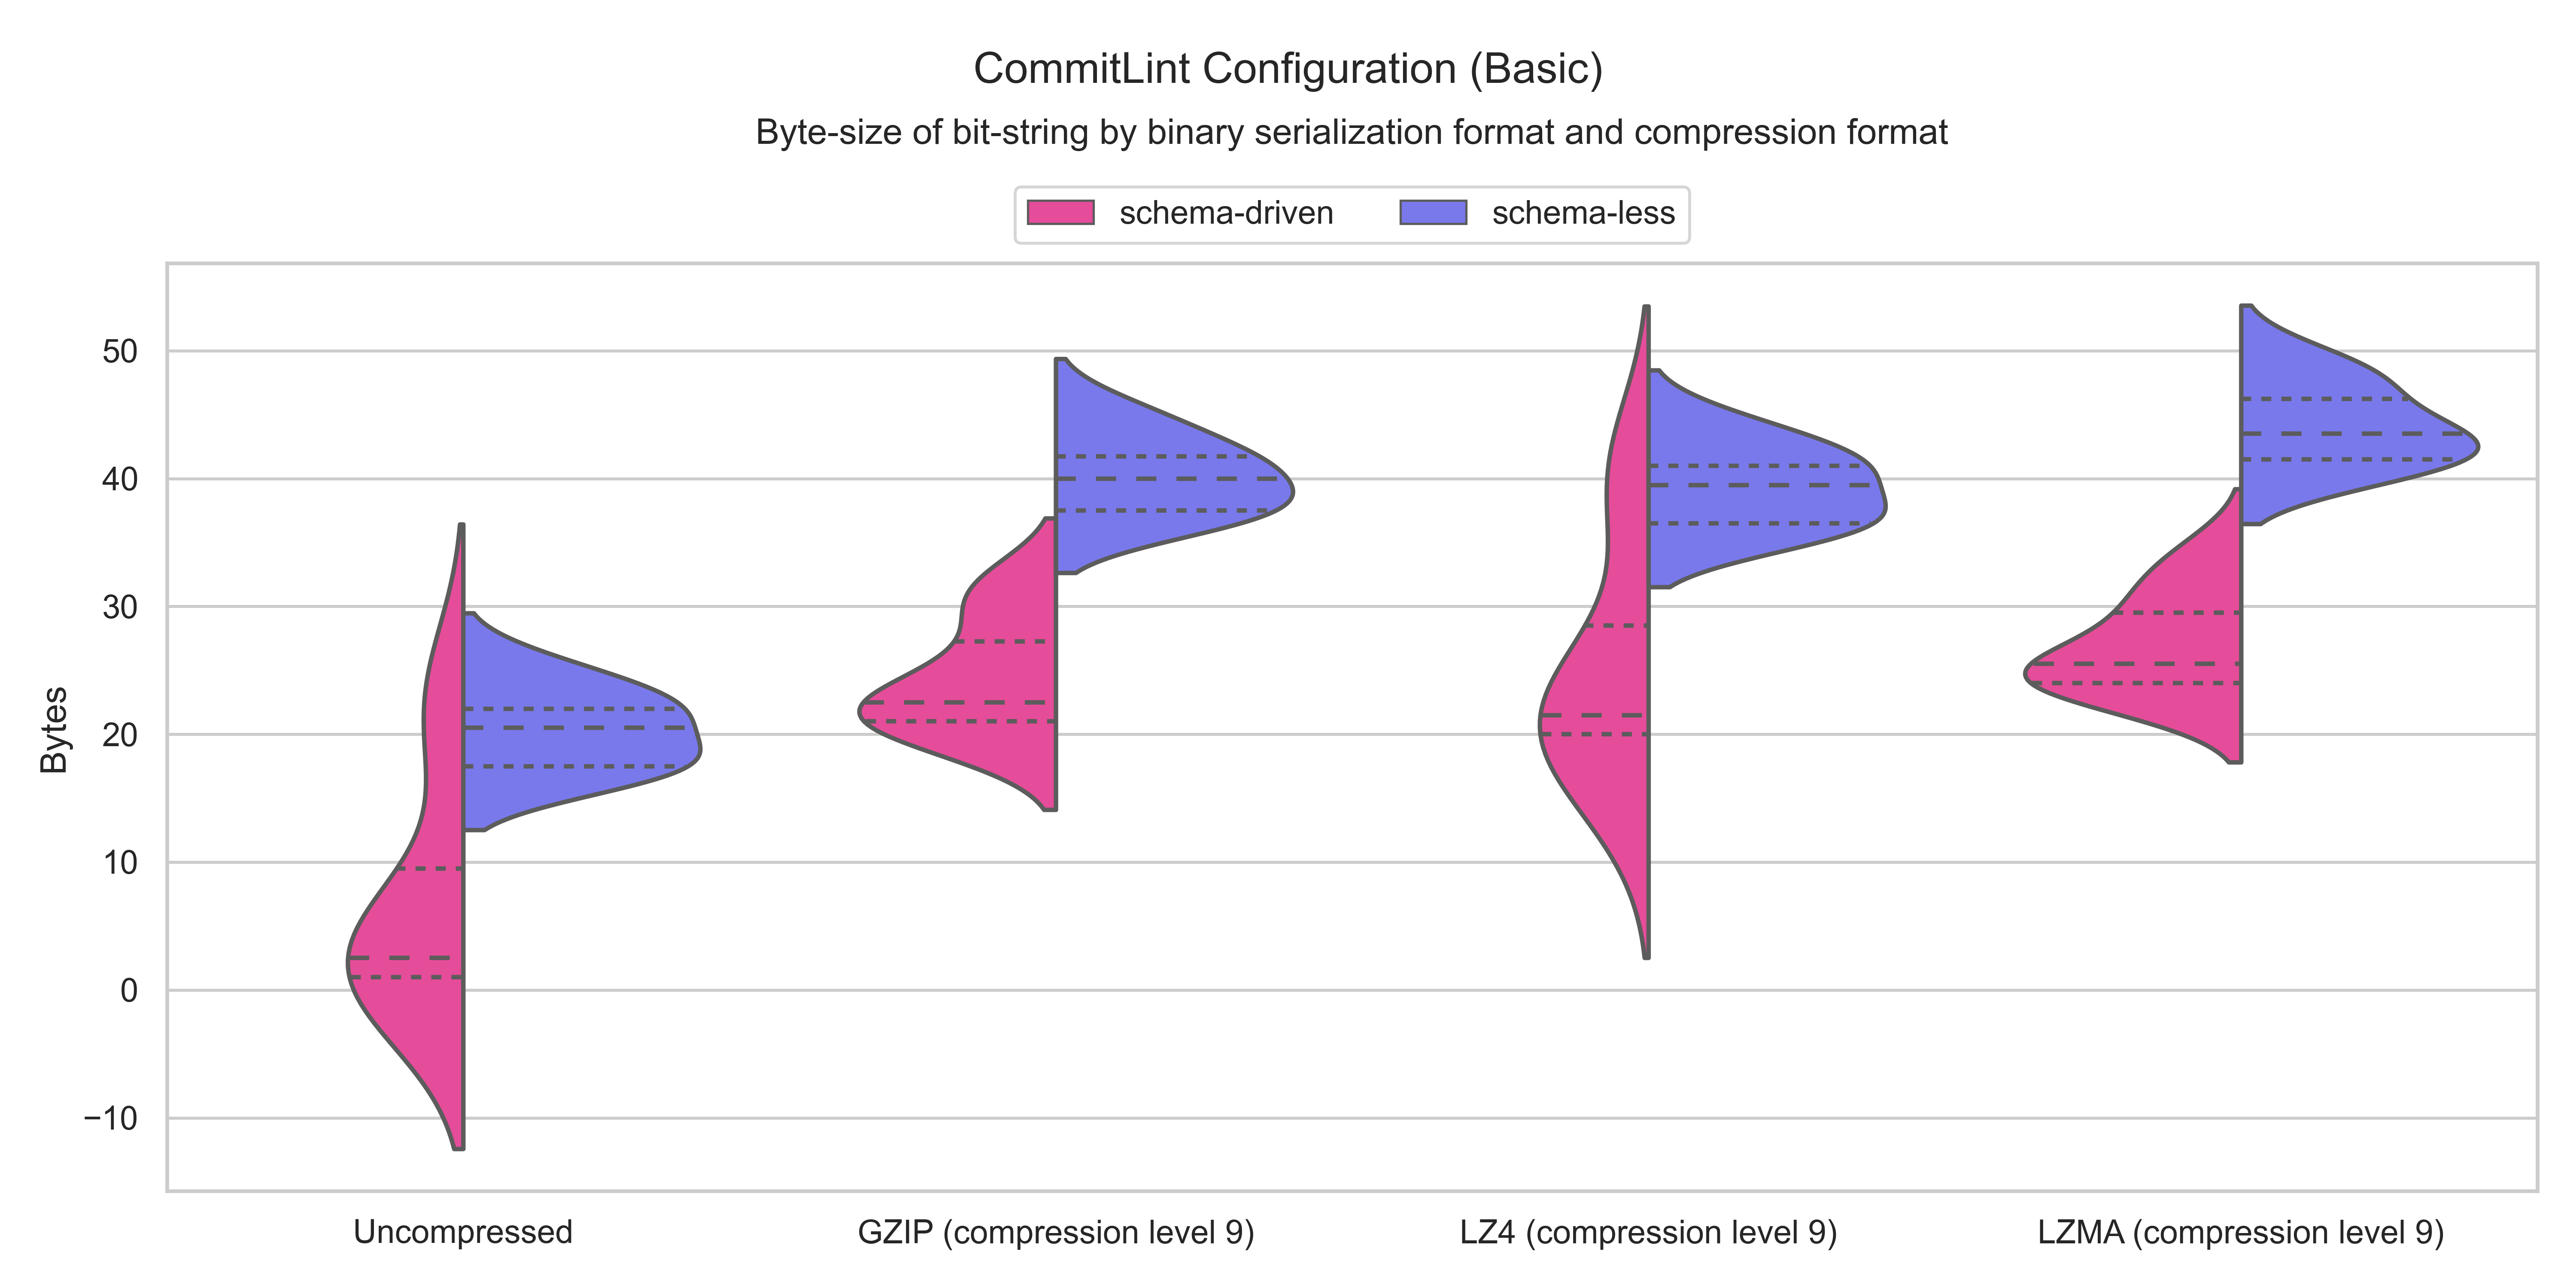 CommitLint Configuration (Basic)
Byte-size of bit-string by binary serialization format and compression format
schema-driven schema-less
50
40
30
20
10
0
−10
Bytes
Uncompressed GZIP (compression level 9) LZ4 (compression level 9) LZMA (compression level 9)